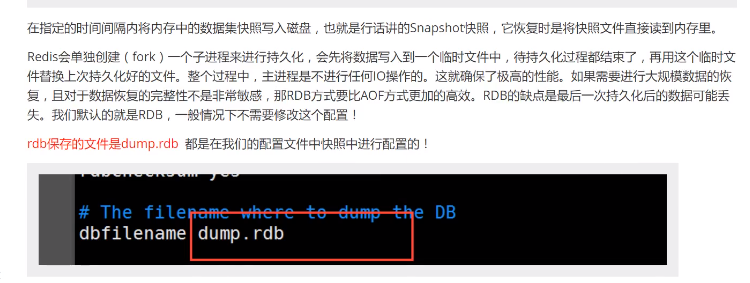 在指定的时间间隔内将内存中的数据集快照写入磁盘，也就是行话讲的Snapshot快照，它恢复时是将快照文件直接读到内存里。
Redis会单独创建（fork）一个子进程来进行持久化，会先将数据写入到一个临时文件中，待持久化过程都结束了，再用这个临时文
件替换上次持久化好的文件。整个过程中，主进程是不进行任何IO操作的。这就确保了极高的性能。如果需要进行大规模数据的恢
复，且对于数据恢复的完整性不是非常敏感，那RDB方式要比AOF方式更加的高效。RDB的缺点是最后一次持久化后的数据可能丢
失。我们默认的就是RDB，一般情况下不需要修改这个配置！
rdb保存的文件是dump.rdb 都是在我们的配置文件中快照中进行配置的！
rdbchecksum yes
# The filename where to dump the DB
dbfilename dump.rdb